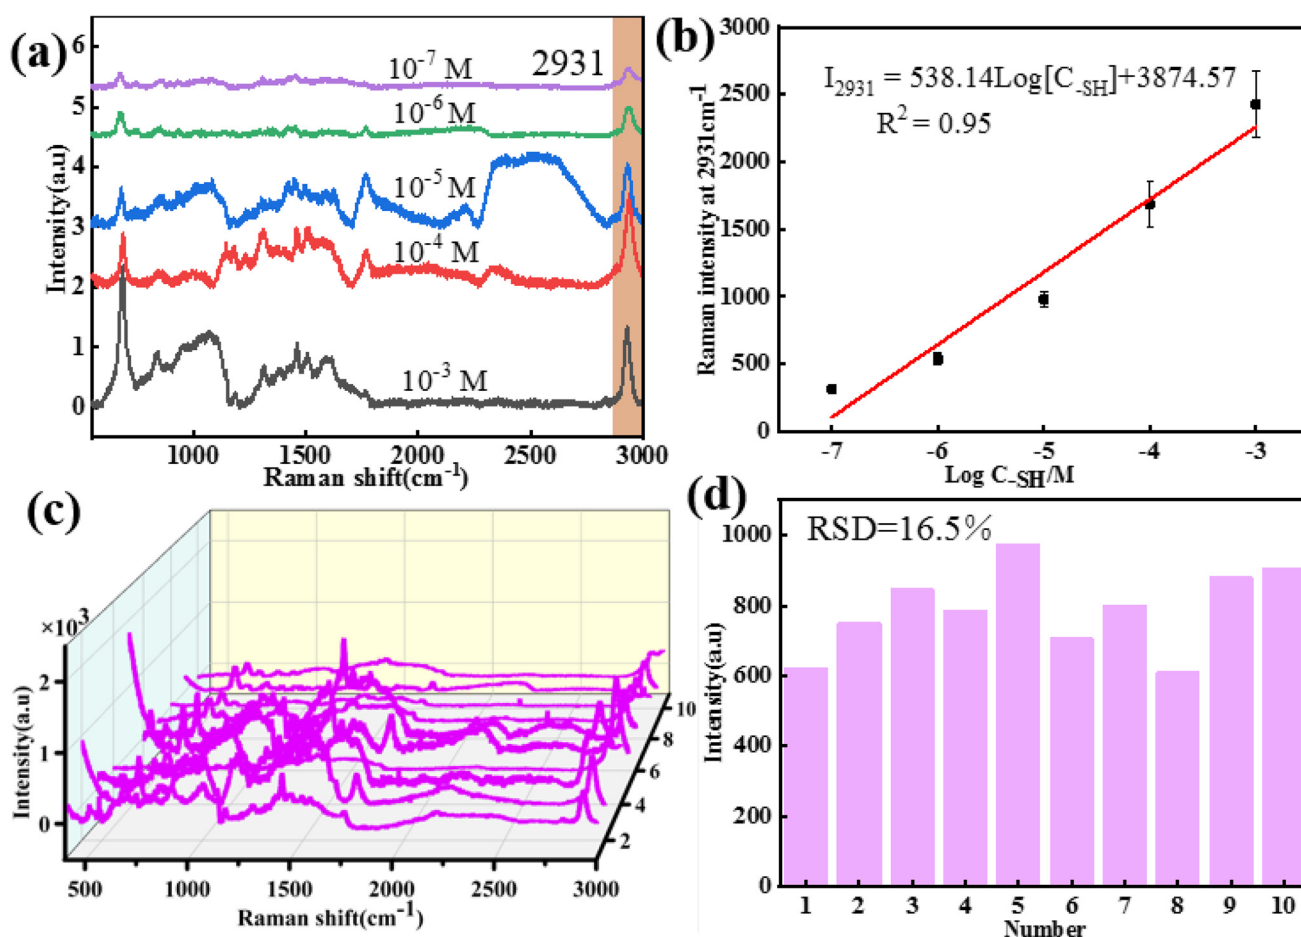 (a)
6
5
4
3
2
1
0
Intensity(a.u)
10⁻⁷ M
2931
10⁻⁶ M
10⁻⁵ M
10⁻⁴ M
10⁻³ M
1000 1500 2000 2500 3000
Raman shift(cm⁻¹)
(b)
3000
2500
2000
1500
1000
500
0
Raman intensity at 2931cm⁻¹
I₂₉₃₁ = 538.14Log[C₋SH]+3874.57
R² = 0.95
-7 -6 -5 -4 -3
Log C₋SH/M
(c)
×10³
2
1
0
Intensity(a.u)
10
8
6
4
2
500 1000 1500 2000 2500 3000
Raman shift(cm⁻¹)
(d)
RSD=16.5%
1000
800
600
400
200
0
Intensity(a.u)
1 2 3 4 5 6 7 8 9 10
Number